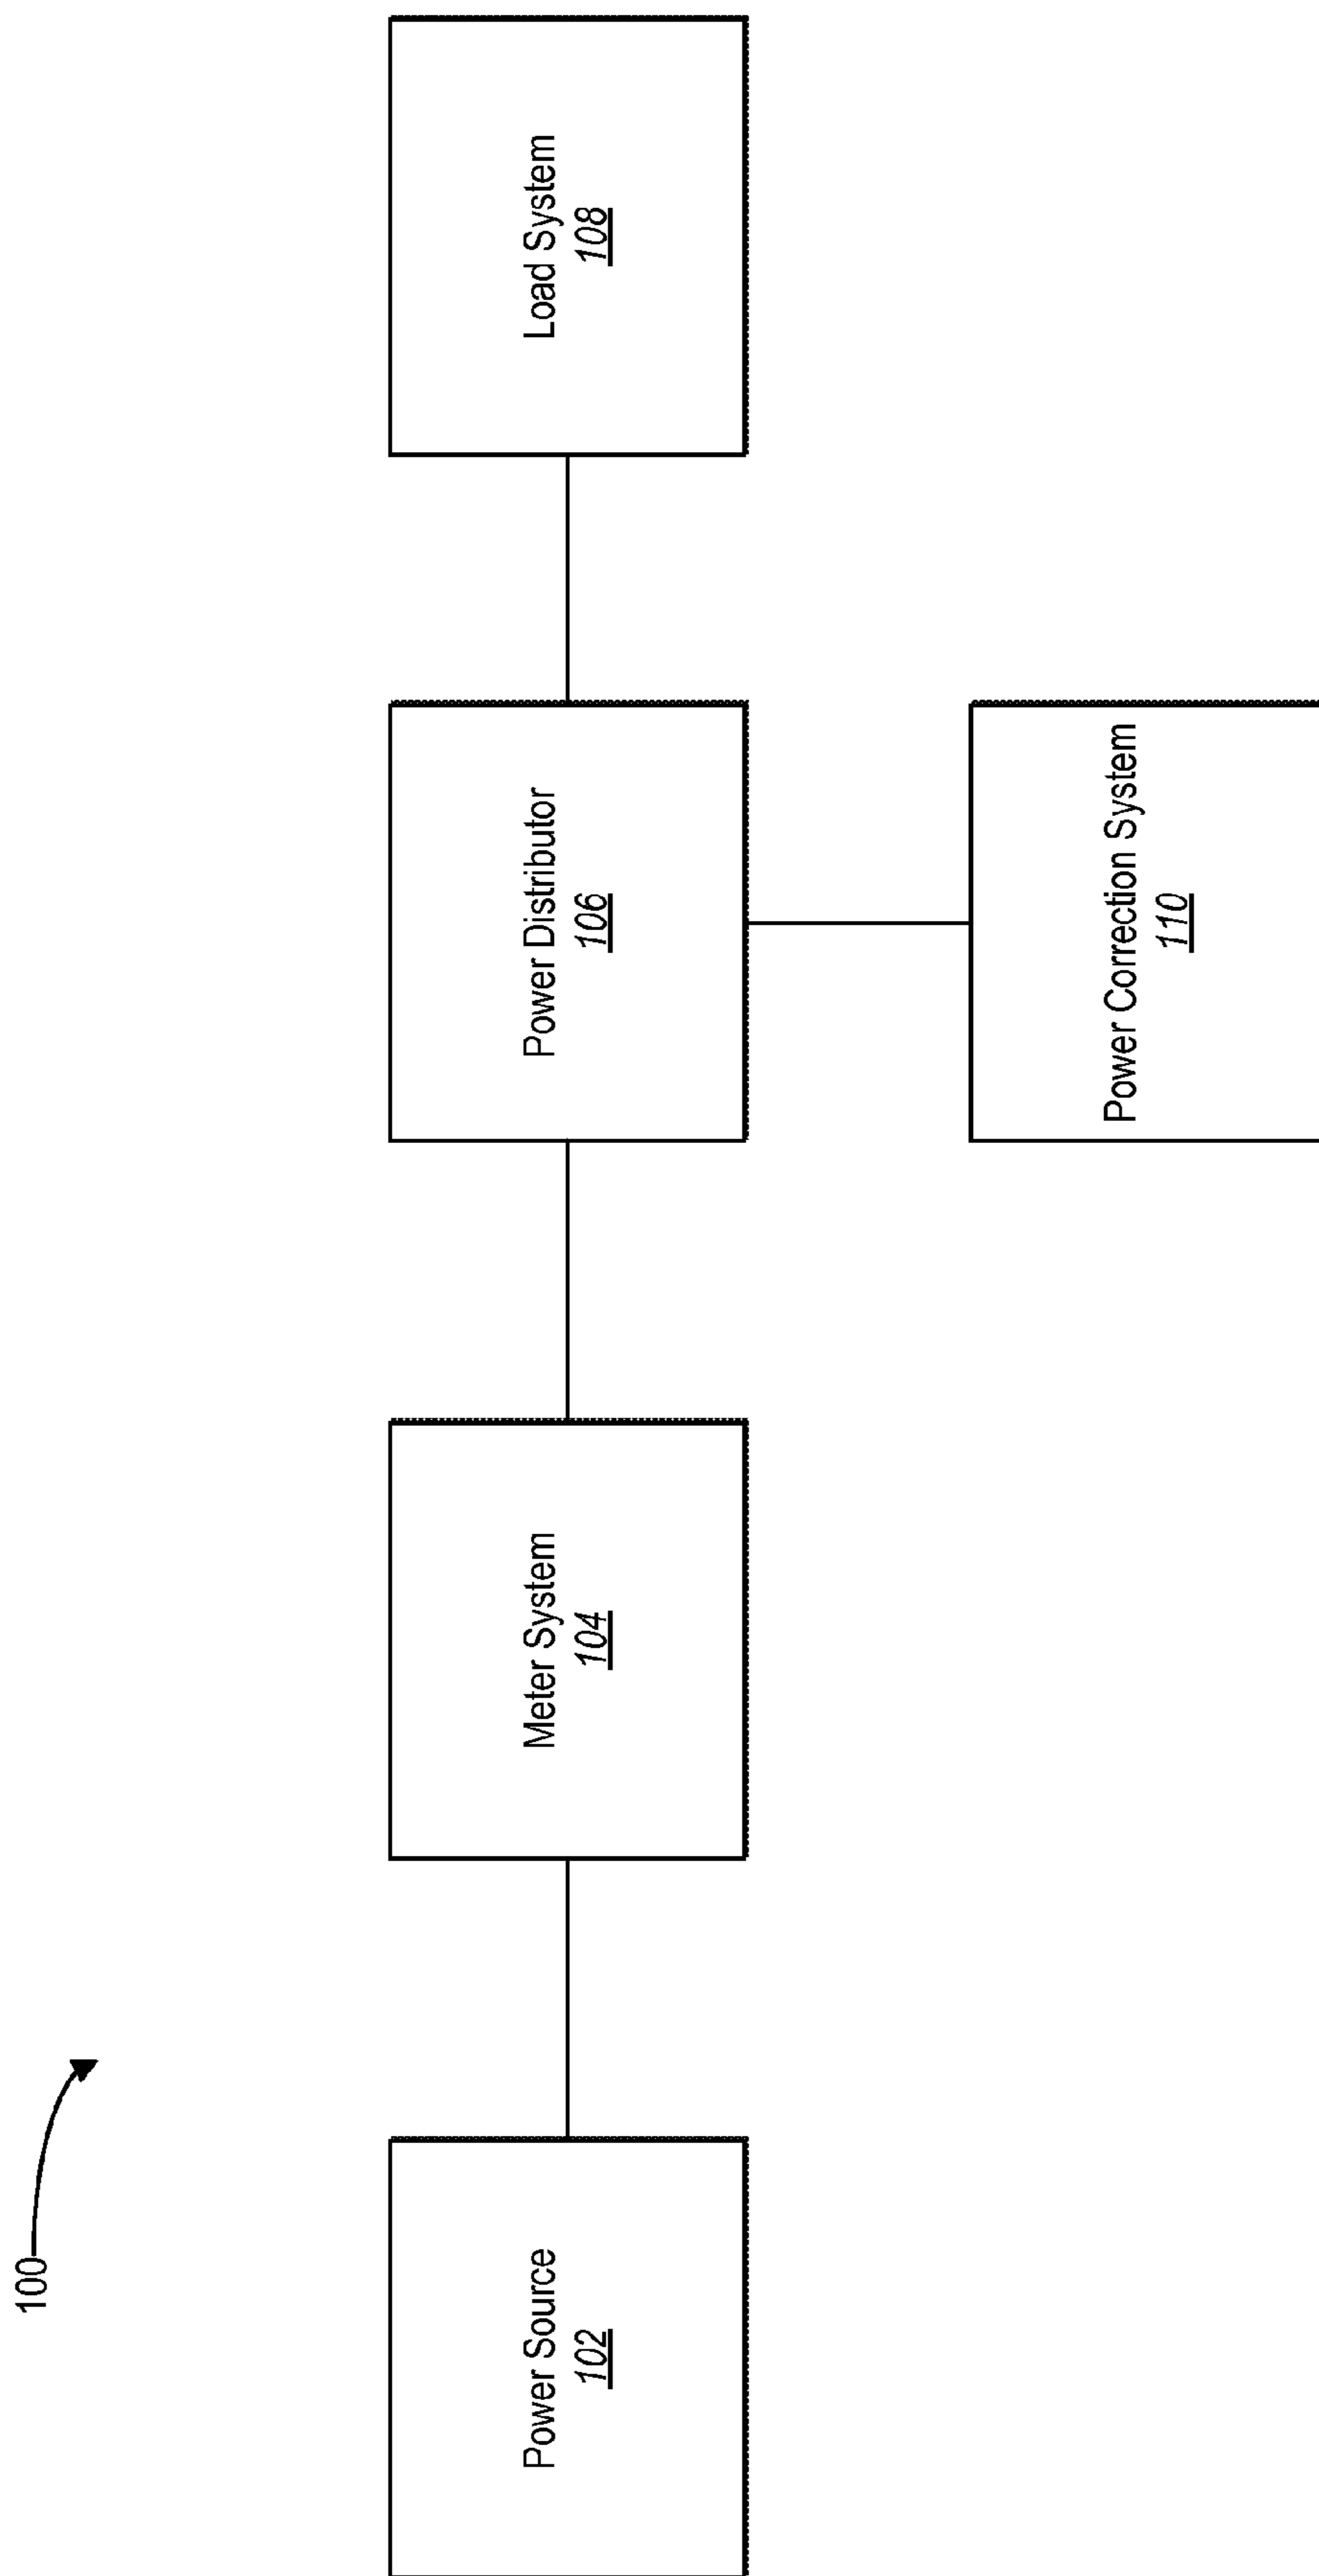 100
Power Source
102
Meter System
104
Power Distributor
106
Load System
108
Power Correction System
110